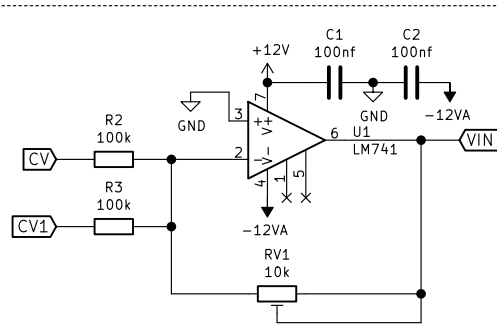 C1
100nf
C2
100nf
+12V
7
3
V+
+
GND
GND
-12VA
R2
100k
2
-
V-
6
U1
LM741
VIN
CV
4
1
5
R3
100k
CV1
-12VA
RV1
10k